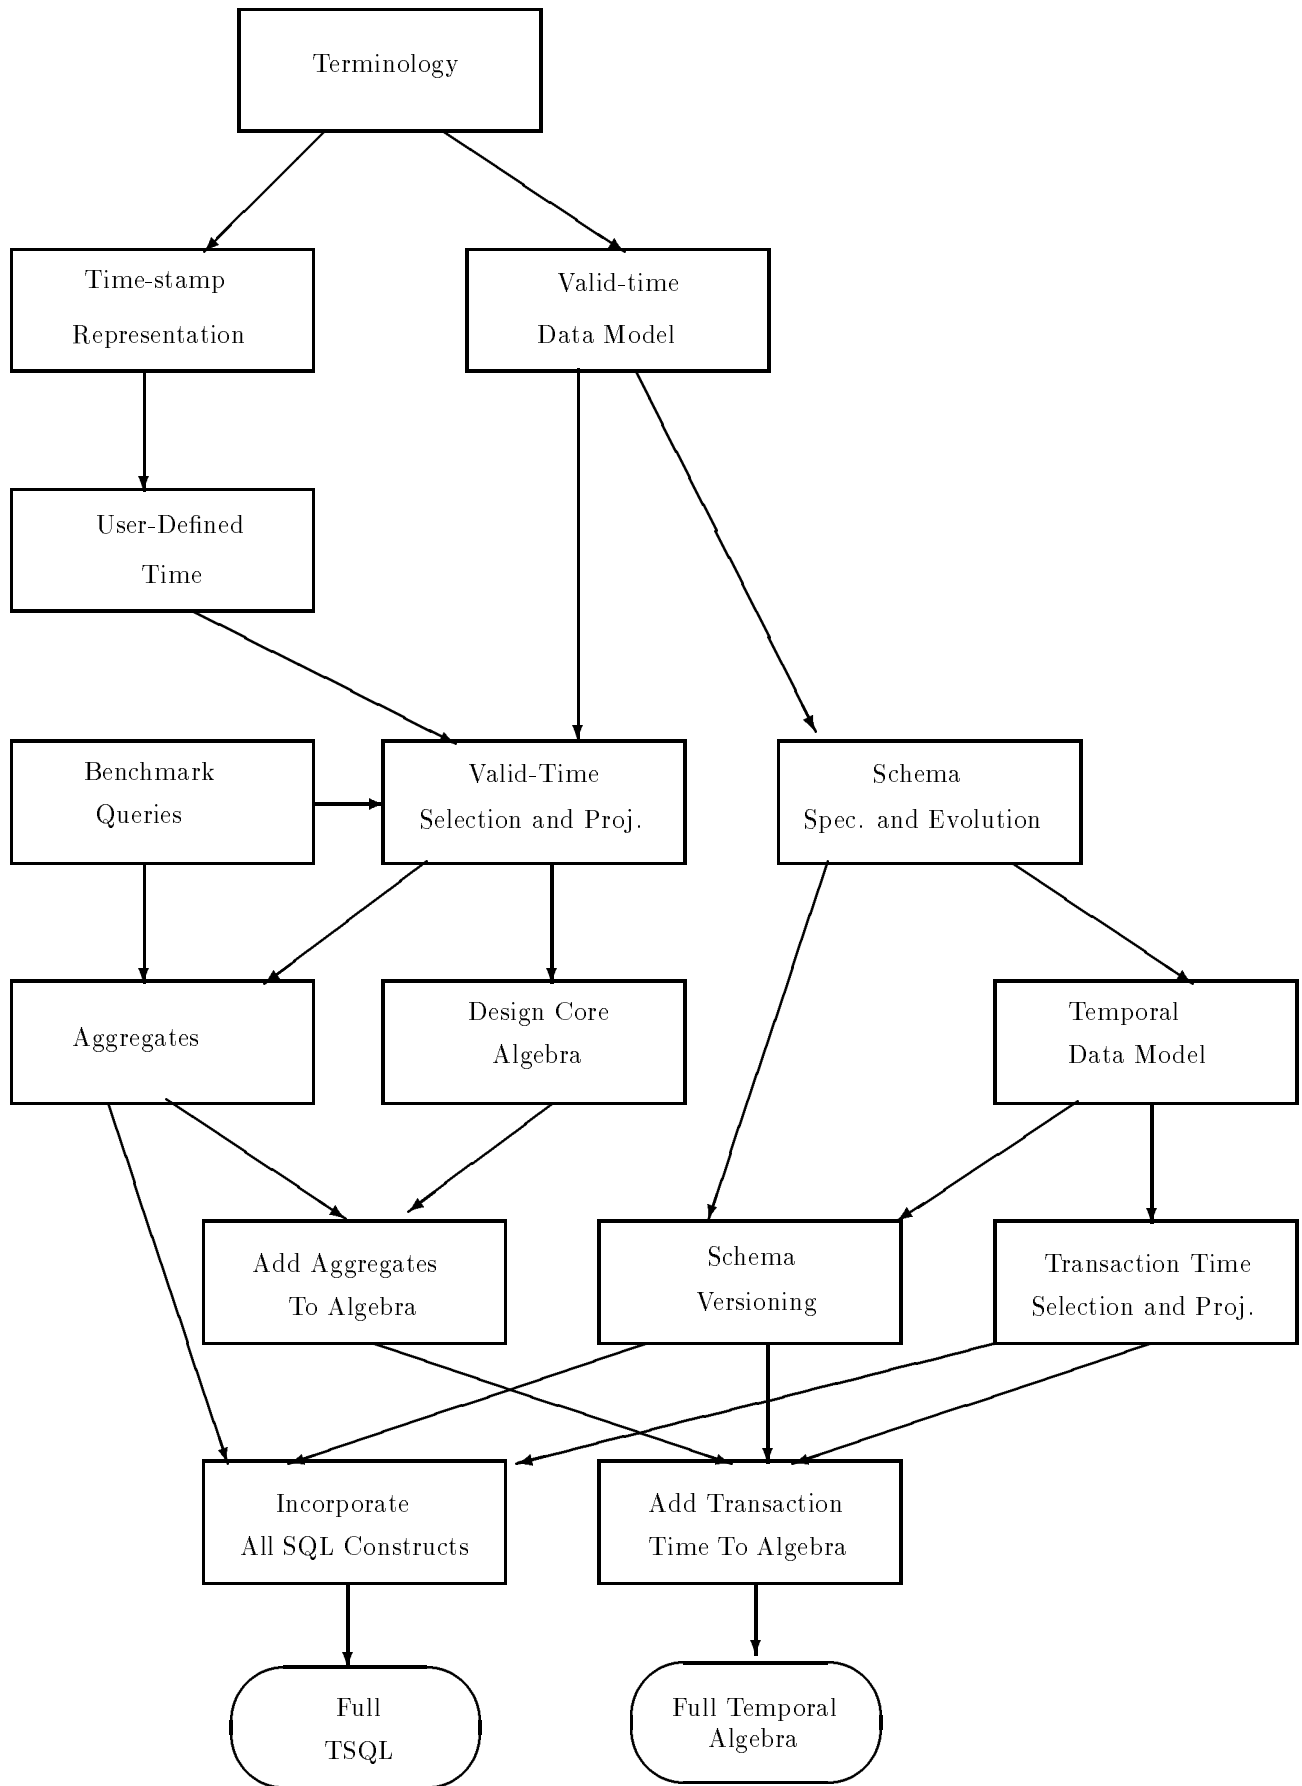 Terminology
Time-stamp
Representation
Valid-time
Data Model
User-Defined
Time
Benchmark
Queries
Valid-Time
Selection and Proj.
Schema
Spec. and Evolution
Aggregates
Design Core
Algebra
Temporal
Data Model
Add Aggregates
To Algebra
Schema
Versioning
Transaction Time
Selection and Proj.
Incorporate
All SQL Constructs
Add Transaction
Time To Algebra
Full
TSQL
Full Temporal
Algebra